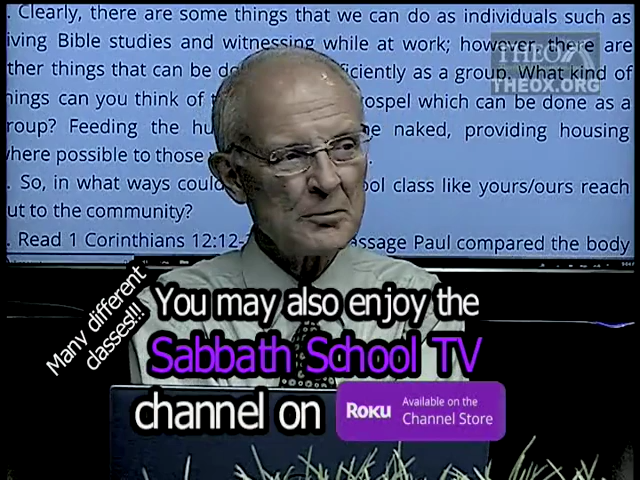 . Clearly, there are some things that we can do as individuals such as
iving Bible studies and witnessing while at work; however, there are
ther things that can be do ficiently as a group. What kind of
hings can you think of ospel which can be done as a
roup? Feeding the hu e naked, providing housing
here possible to those
. So, in what ways could ol class like yours/ours reach
ut to the community?
. Read 1 Corinthians 12:12- assage Paul compared the body
THEOX
THEOX.ORG
Many different
classes!!!
You may also enjoy the
Sabbath School TV
channel on
Roku
Available on the
Channel Store